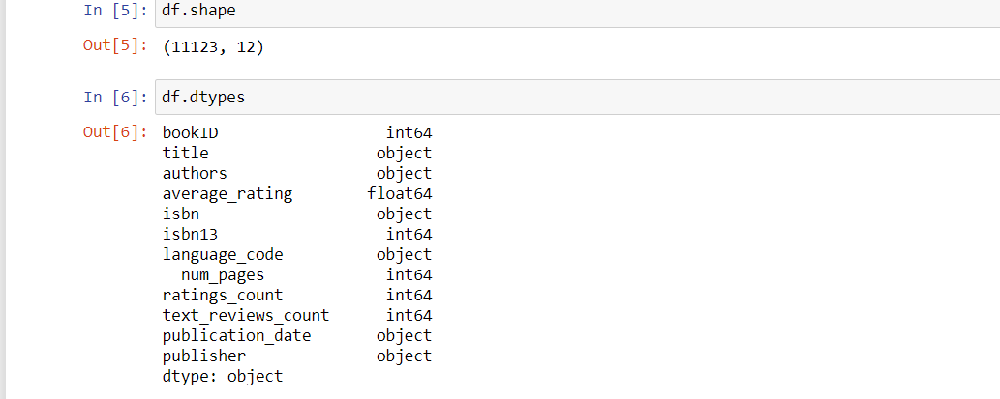 In [5]: df.shape
Out[5]: (11123, 12)
In [6]: df.dtypes
Out[6]: bookID                  int64
title                  object
authors                object
average_rating        float64
isbn                   object
isbn13                  int64
language_code          object
  num_pages             int64
ratings_count           int64
text_reviews_count      int64
publication_date       object
publisher              object
dtype: object